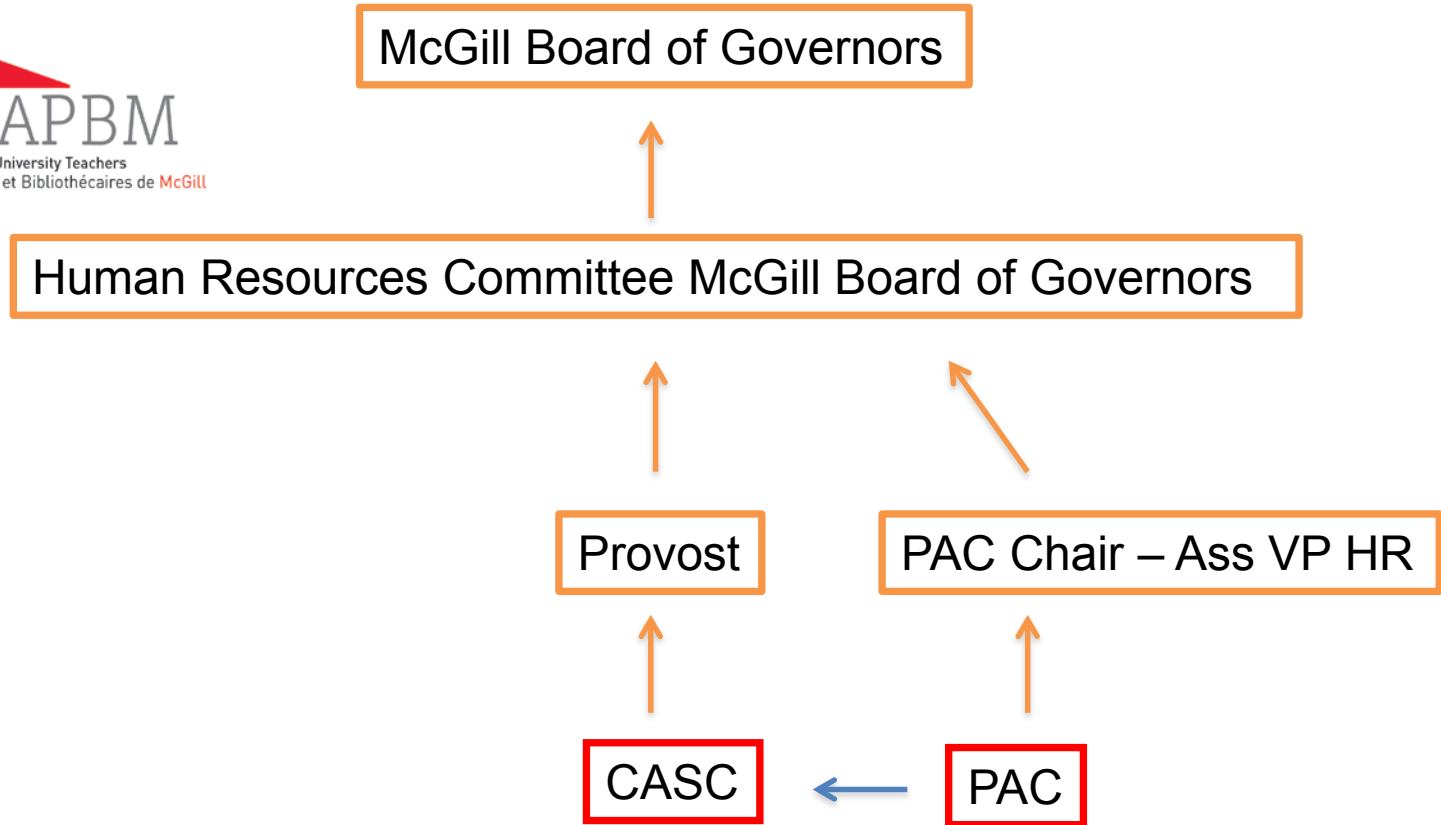 McGill Board of Governors
APBM
University Teachers
et Bibliothécaires de McGill
Human Resources Committee McGill Board of Governors
Provost
PAC Chair – Ass VP HR
CASC
PAC